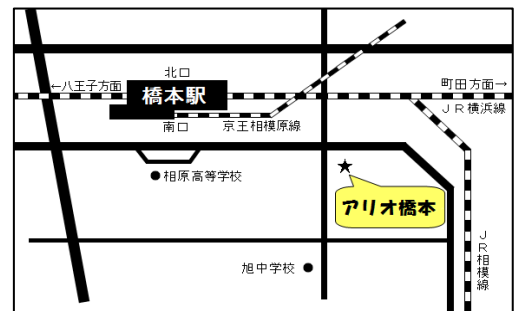 北口
←八王子方面
町田方面→
橋本駅
ＪＲ横浜線
南口
京王相模原線
●相原高等学校
★
アリオ橋本
ＪＲ相模線
旭中学校●